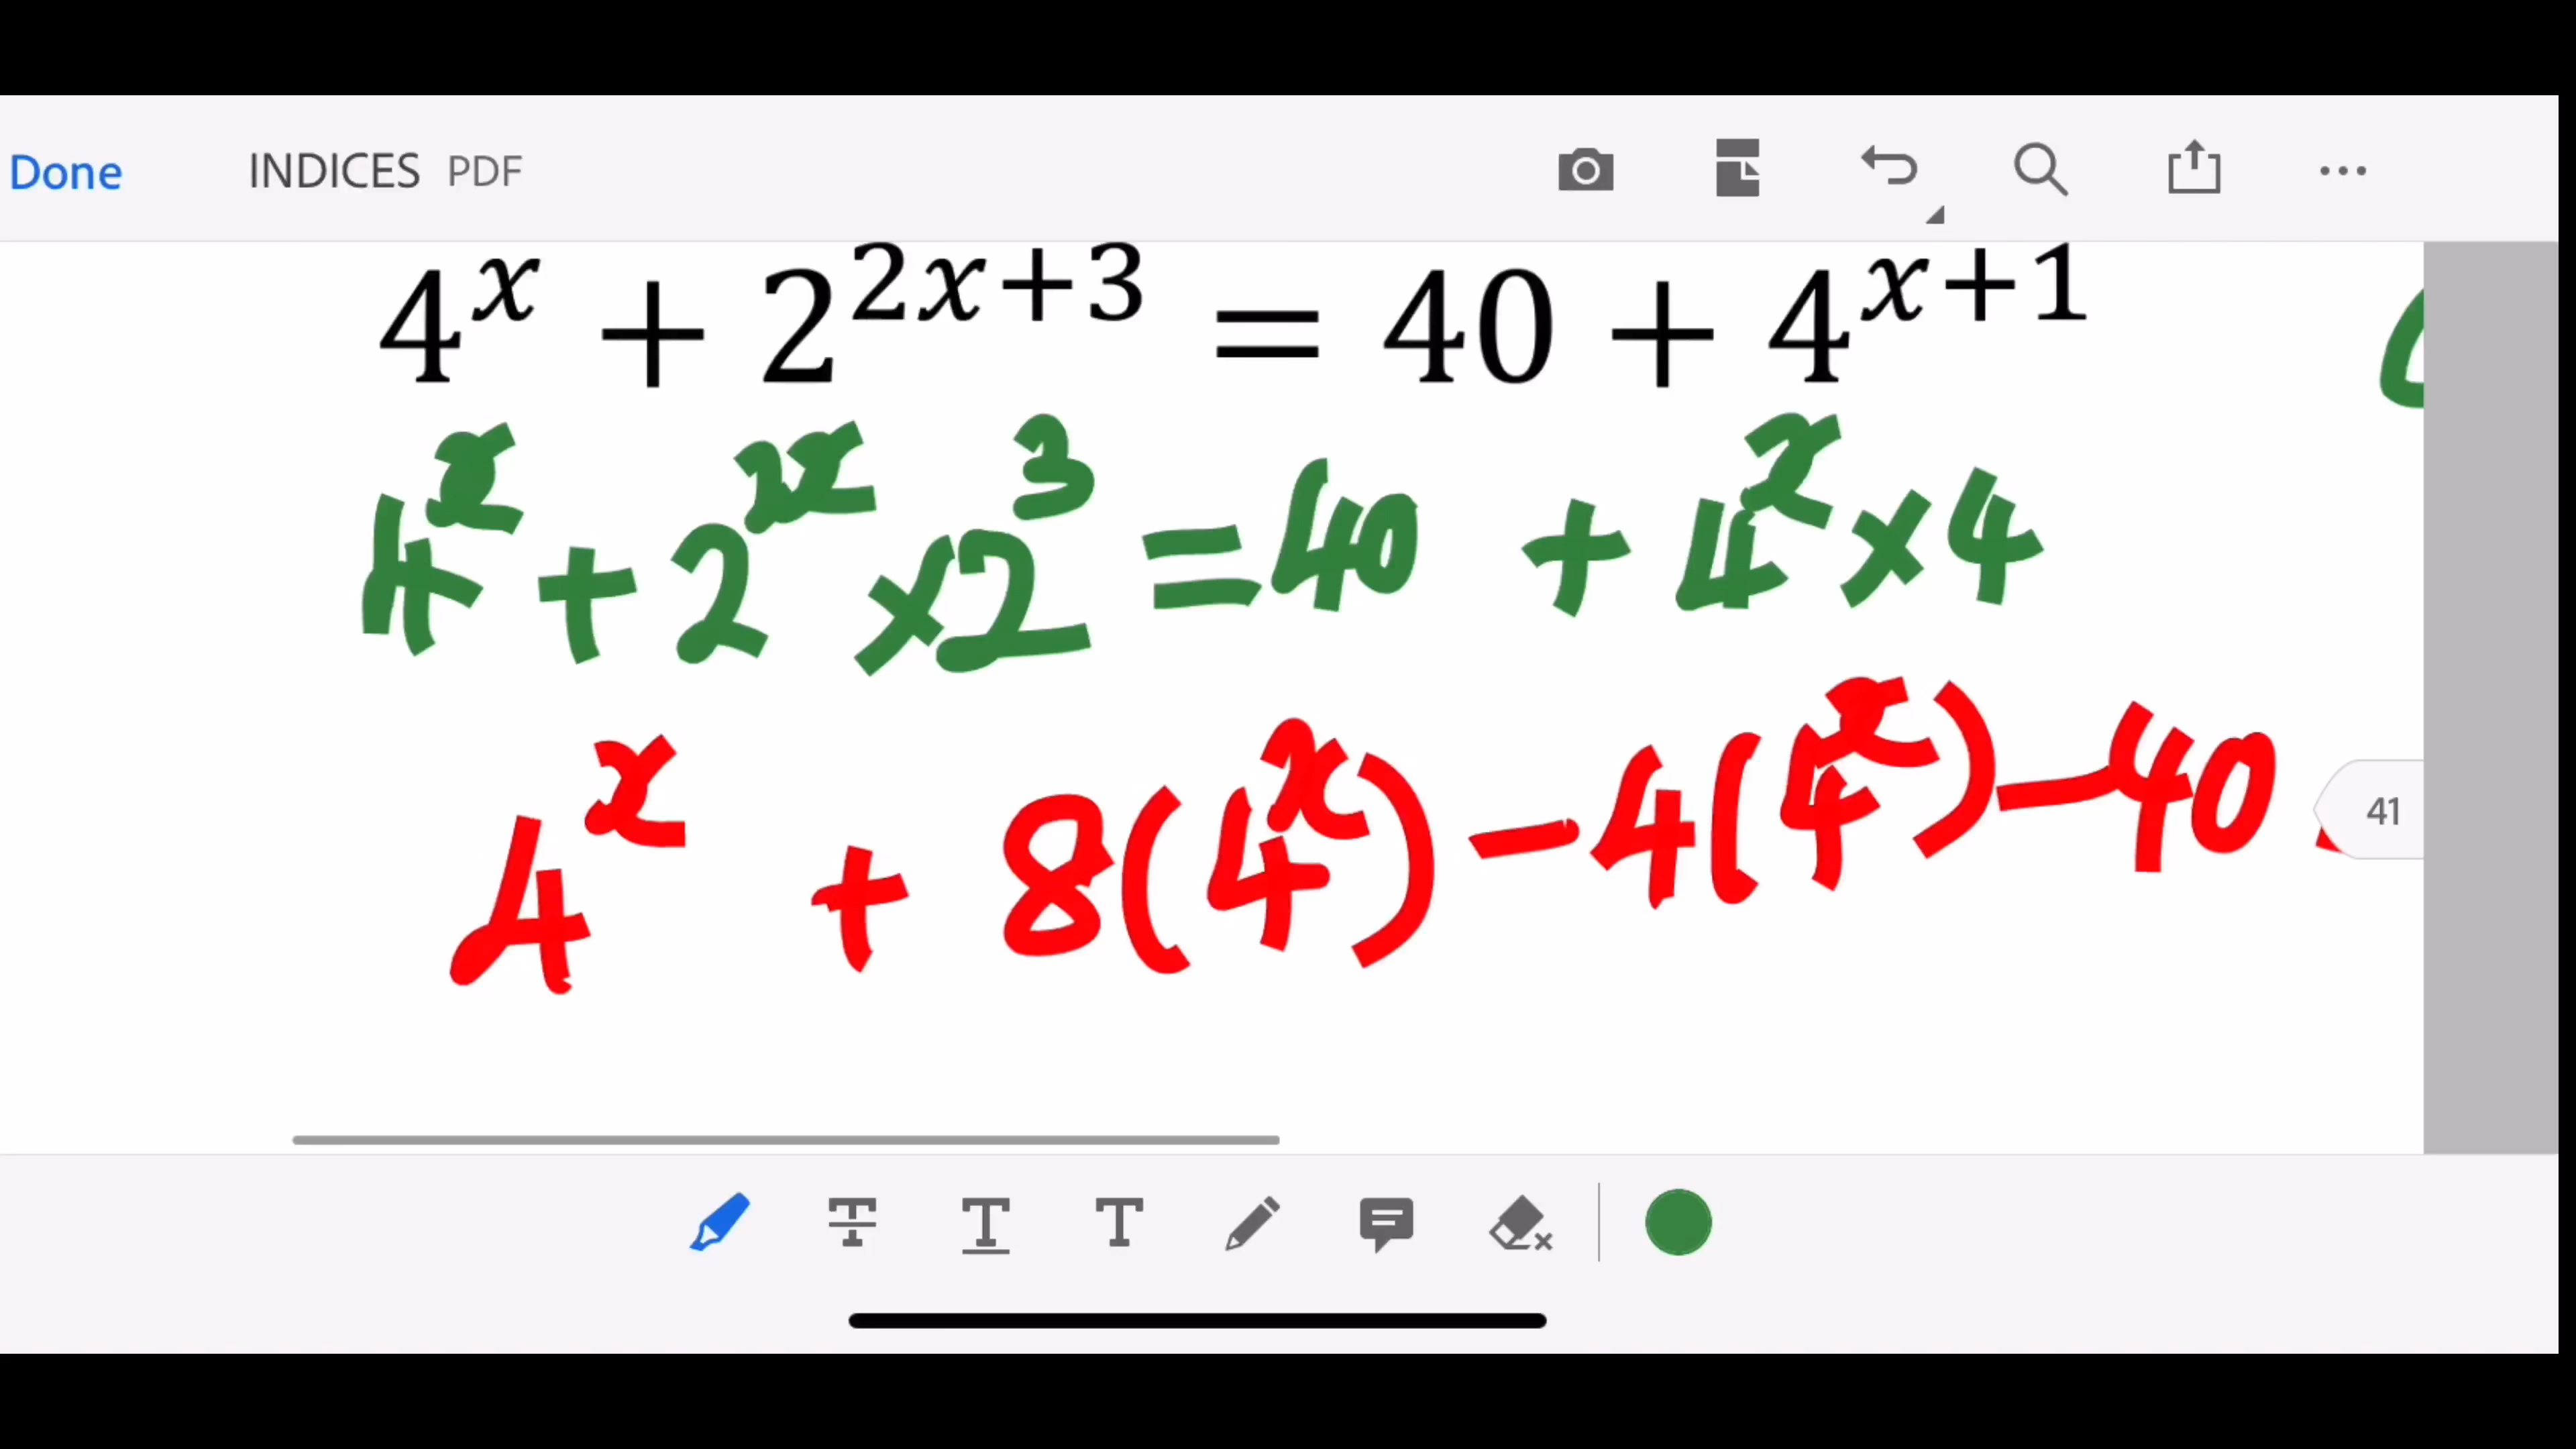 Done INDICES PDF
4^x + 2^{2x+3} = 40 + 4^{x+1}
4^x + 2^{2x} × 2^3 = 40 + 4^x × 4
4^x + 8(4^x) − 4(4^x) − 40
41
T T T